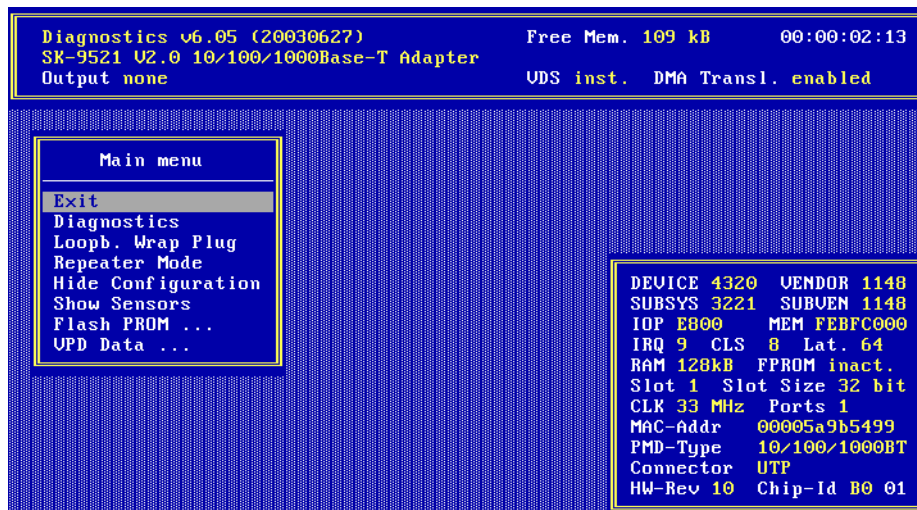 Diagnostics v6.05 (20030627) Free Mem. 109 kB 00:00:02:13
SK-9521 V2.0 10/100/1000Base-T Adapter
Output none VDS inst. DMA Transl. enabled
Main menu
Exit
Diagnostics
Loopb. Wrap Plug
Repeater Mode
Hide Configuration
Show Sensors
Flash PROM ...
VPD Data ...
DEVICE 4320 VENDOR 1148
SUBSYS 3221 SUBVEN 1148
IOP E800 MEM FEBFC000
IRQ 9 CLS 8 Lat. 64
RAM 128kB FPROM inact.
Slot 1 Slot Size 32 bit
CLK 33 MHz Ports 1
MAC-Addr 00005a9b5499
PMD-Type 10/100/1000BT
Connector UTP
HW-Rev 10 Chip-Id B0 01